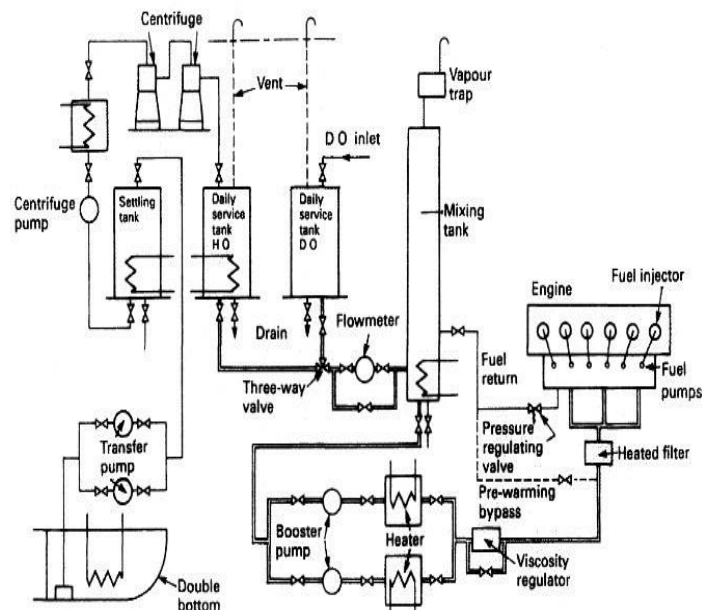 Centrifuge
Vent
Vapour
trap
D O inlet
Centrifuge
pump
Settling
tank
Daily
service
tank
H O
Daily
service
tank
D O
Mixing
tank
Fuel injector
Engine
Drain
Flowmeter
Three-way
valve
Fuel
return
Fuel
pumps
Pressure
regulating
valve
Heated filter
Transfer
pump
Pre-warming
bypass
Booster
pump
Heater
Viscosity
regulator
Double
bottom